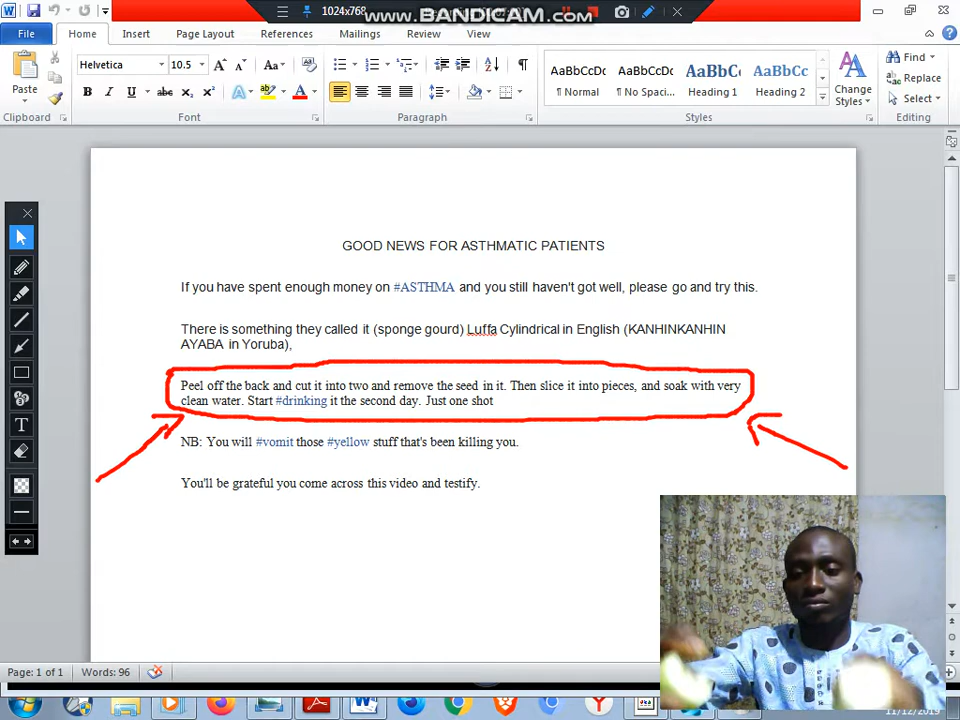 1024x768
www.BANDICAM.com
File Home Insert Page Layout References Mailings Review View
Helvetica 10.5
Paste
Find
Replace
Select
AaBbCcDc AaBbCcDc AaBbCc AaBbCc
¶ Normal ¶ No Spaci... Heading 1 Heading 2
Change Styles
Clipboard Font Paragraph Styles Editing
GOOD NEWS FOR ASTHMATIC PATIENTS
If you have spent enough money on #ASTHMA and you still haven't got well, please go and try this.
There is something they called it (sponge gourd) Luffa Cylindrical in English (KANHINKANHIN
AYABA in Yoruba),
Peel off the back and cut it into two and remove the seed in it. Then slice it into pieces, and soak with very
clean water. Start #drinking it the second day. Just one shot
NB: You will #vomit those #yellow stuff that's been killing you.
You'll be grateful you come across this video and testify.
Page: 1 of 1 Words: 96
11/12/2019